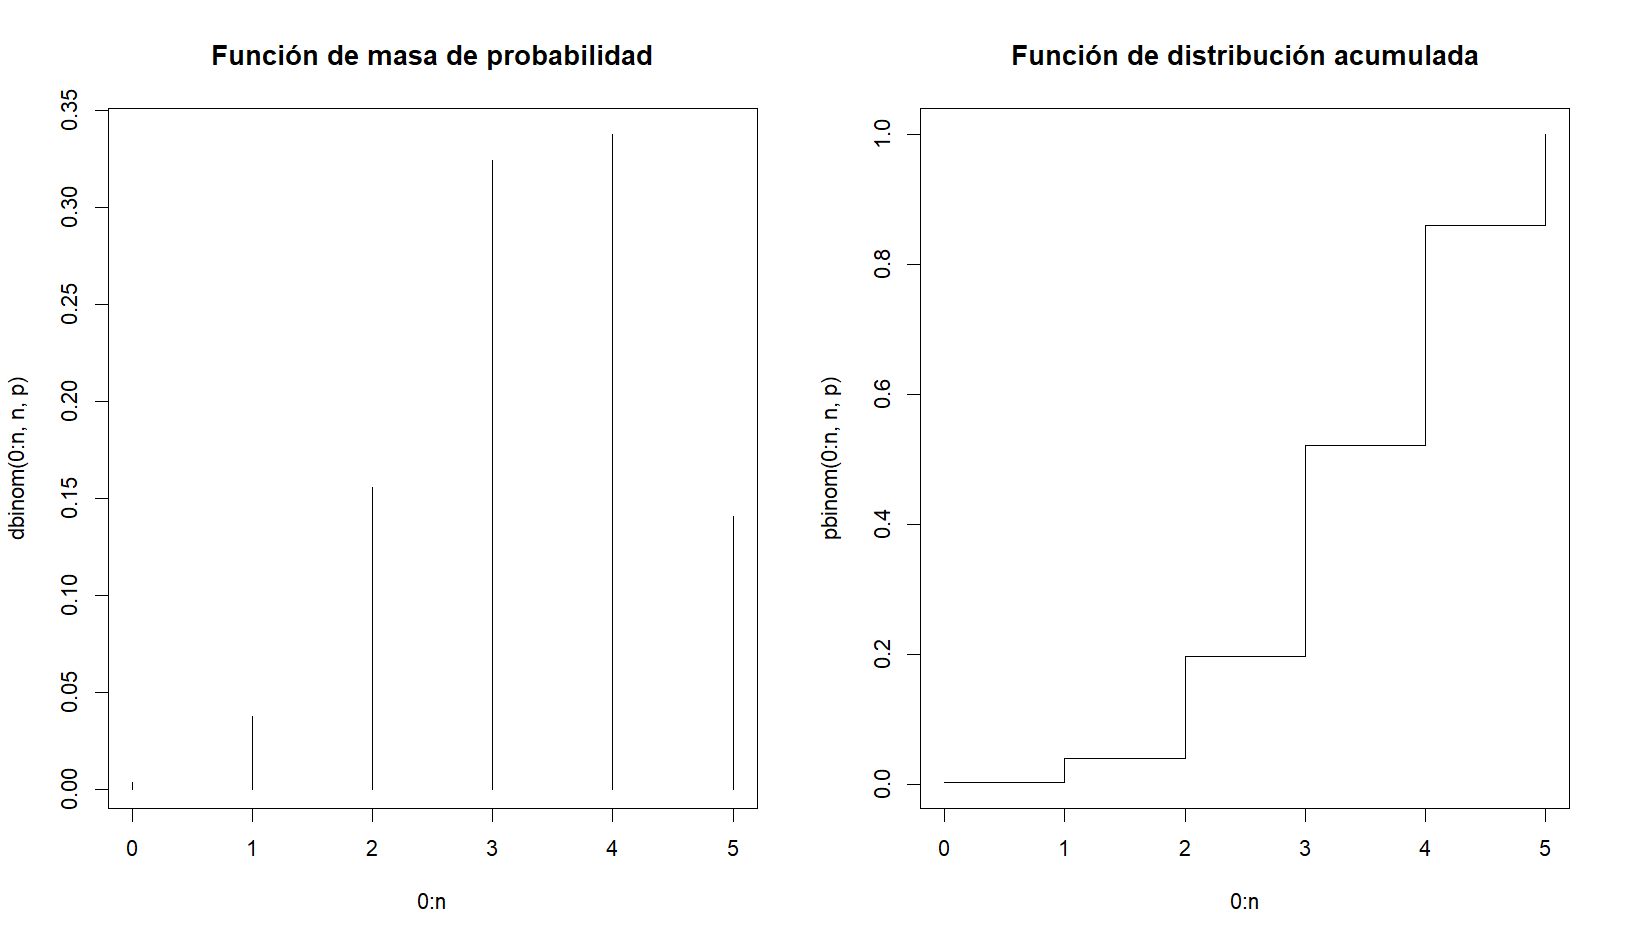 Función de masa de probabilidad
dbinom(0:n, n, p)
0.35
0.30
0.25
0.20
0.15
0.10
0.05
0.00
0 1 2 3 4 5
0:n
Función de distribución acumulada
pbinom(0:n, n, p)
1.0
0.8
0.6
0.4
0.2
0.0
0 1 2 3 4 5
0:n